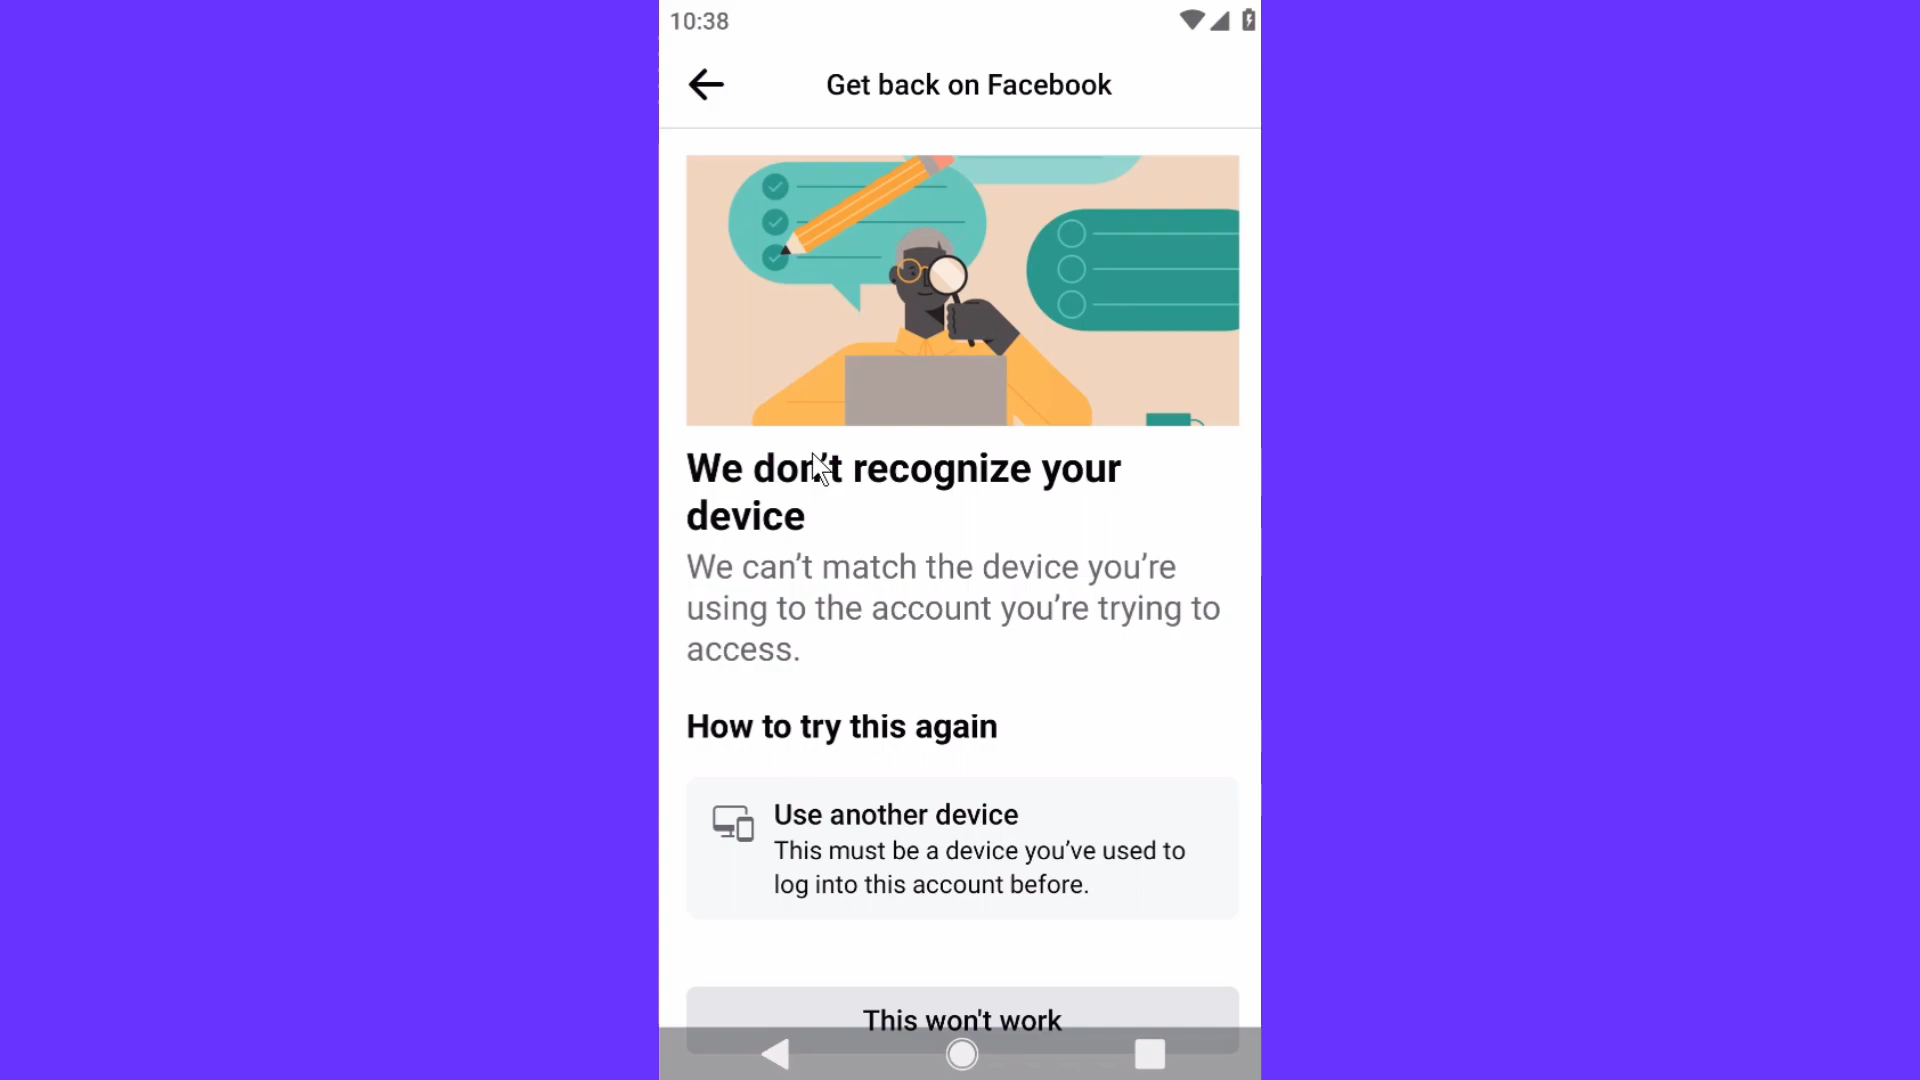 10:38
Get back on Facebook
We don't recognize your
device
We can't match the device you're
using to the account you're trying to
access.
How to try this again
Use another device
This must be a device you've used to
log into this account before.
This won't work